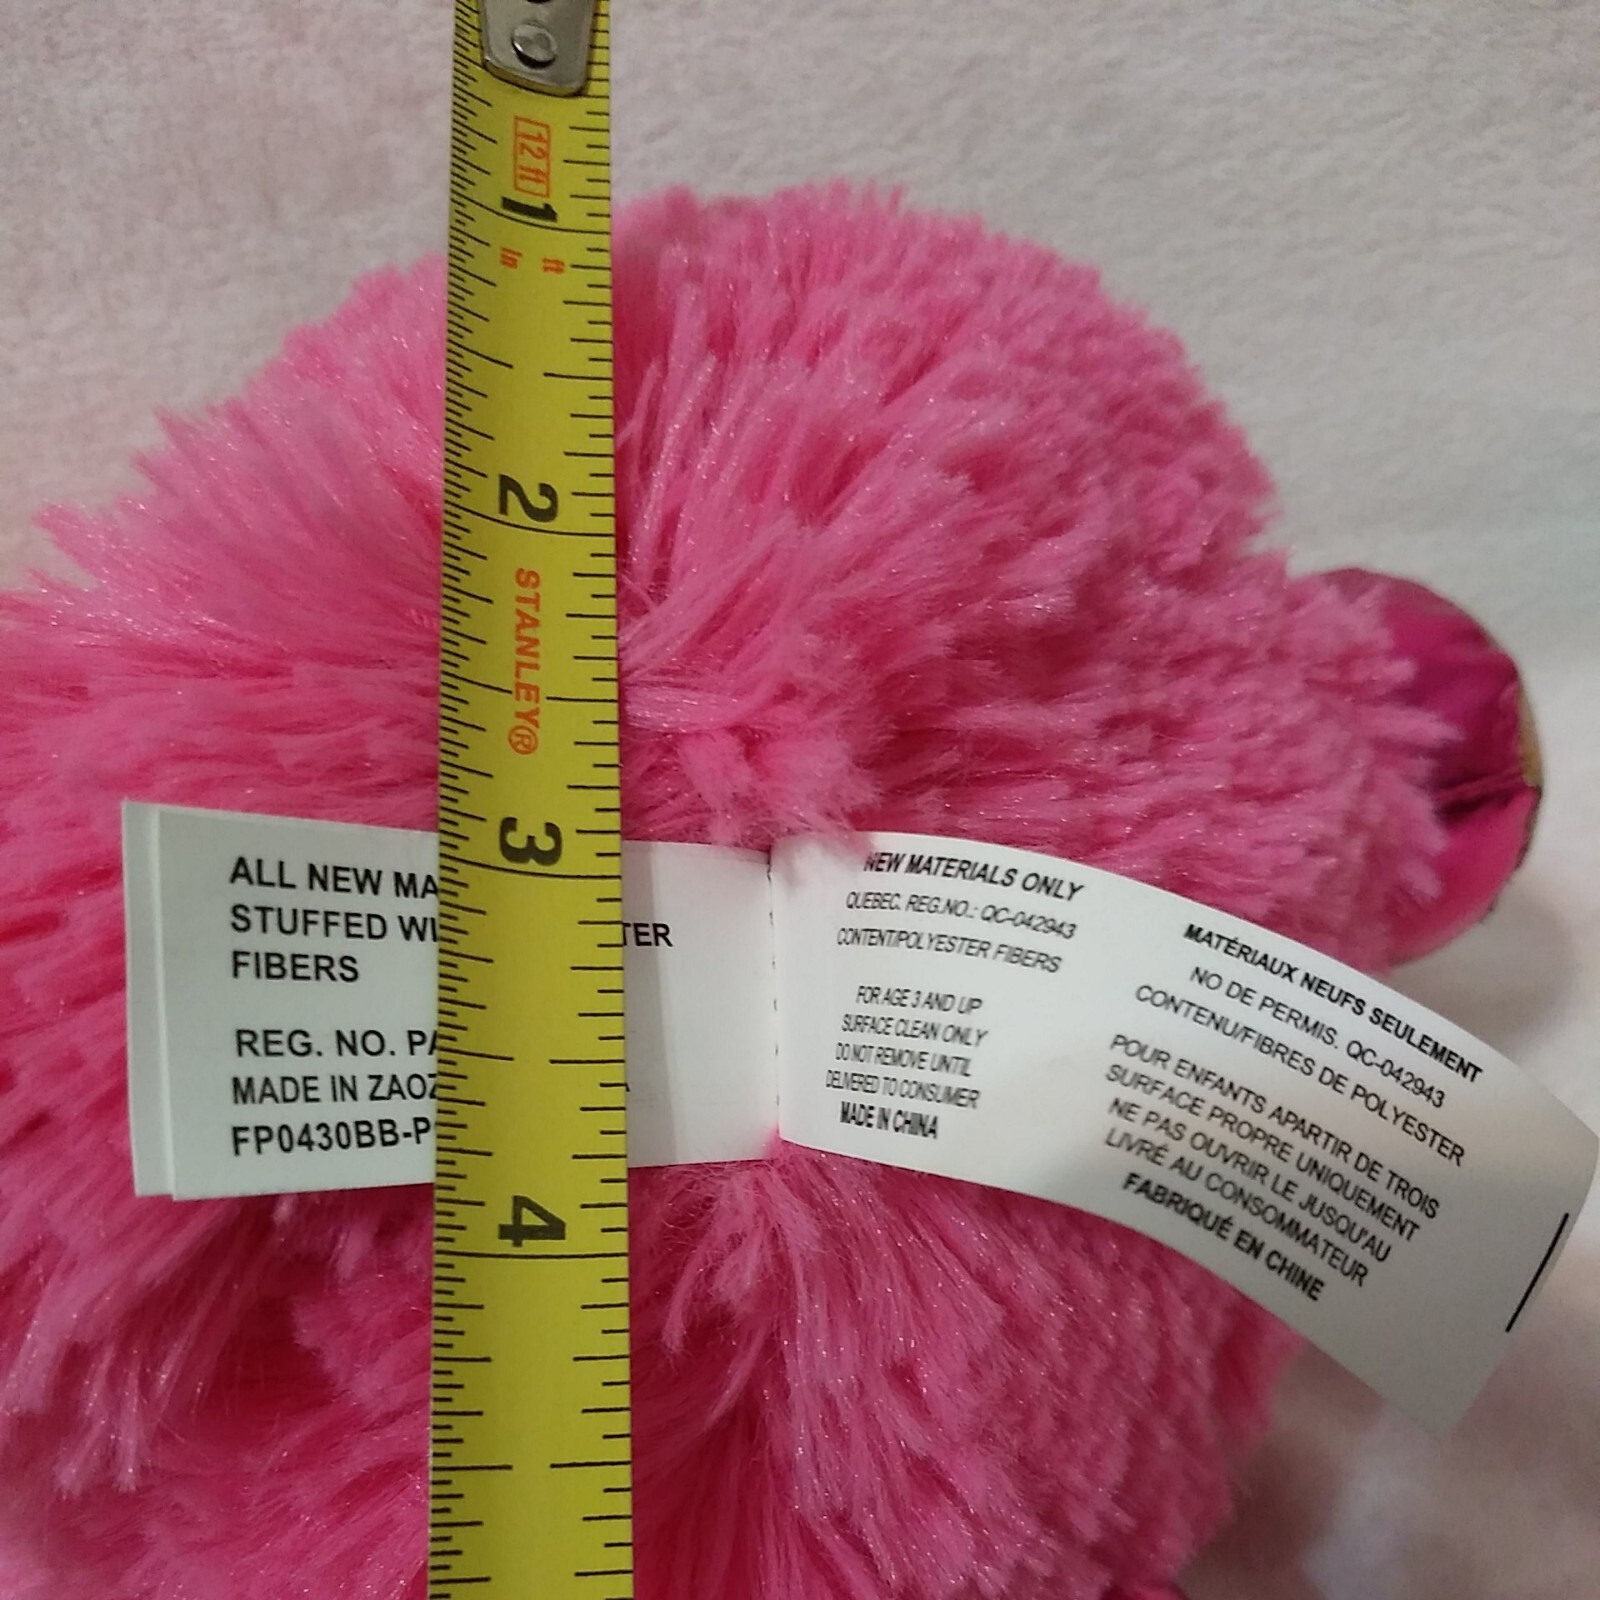 12 ft
1
in ft
2
STANLEY®
3
4
ALL NEW MA
STUFFED WI TER
FIBERS
REG. NO. PA
MADE IN ZAOZ
FP0430BB-P
NEW MATERIALS ONLY
QUEBEC. REG.NO.: QC-042943
CONTENT/POLYESTER FIBERS
FOR AGE 3 AND UP
SURFACE CLEAN ONLY
DO NOT REMOVE UNTIL
DELIVERED TO CONSUMER
MADE IN CHINA
MATÉRIAUX NEUFS SEULEMENT
NO DE PERMIS. QC-042943
CONTENU/FIBRES DE POLYESTER
POUR ENFANTS APARTIR DE TROIS
SURFACE PROPRE UNIQUEMENT
NE PAS OUVRIR LE JUSQU'AU
LIVRÉ AU CONSOMMATEUR
FABRIQUÉ EN CHINE